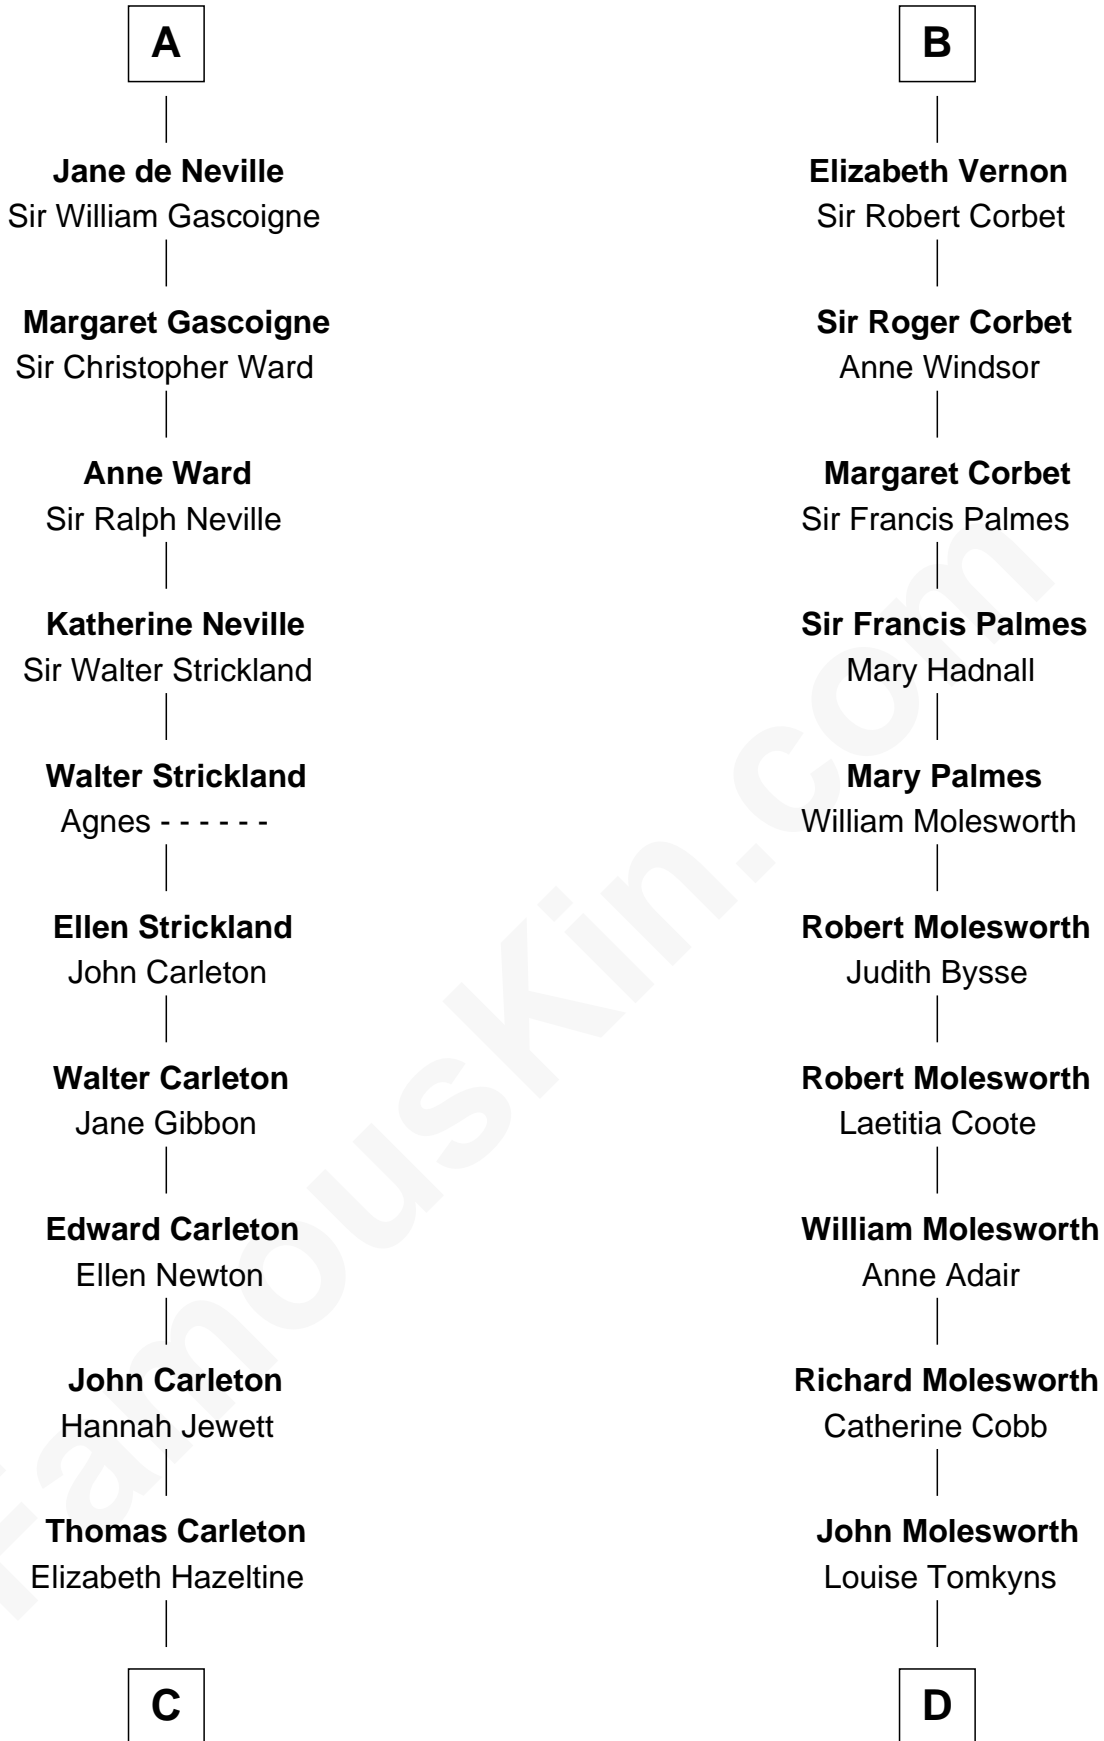 A
Jane de Neville
Sir William Gascoigne
Margaret Gascoigne
Sir Christopher Ward
Anne Ward
Sir Ralph Neville
Katherine Neville
Sir Walter Strickland
Walter Strickland
Agnes - - - - - -
Ellen Strickland
John Carleton
Walter Carleton
Jane Gibbon
Edward Carleton
Ellen Newton
John Carleton
Hannah Jewett
Thomas Carleton
Elizabeth Hazeltine
C
B
Elizabeth Vernon
Sir Robert Corbet
Sir Roger Corbet
Anne Windsor
Margaret Corbet
Sir Francis Palmes
Sir Francis Palmes
Mary Hadnall
Mary Palmes
William Molesworth
Robert Molesworth
Judith Bysse
Robert Molesworth
Laetitia Coote
William Molesworth
Anne Adair
Richard Molesworth
Catherine Cobb
John Molesworth
Louise Tomkyns
D
FamousKin.com